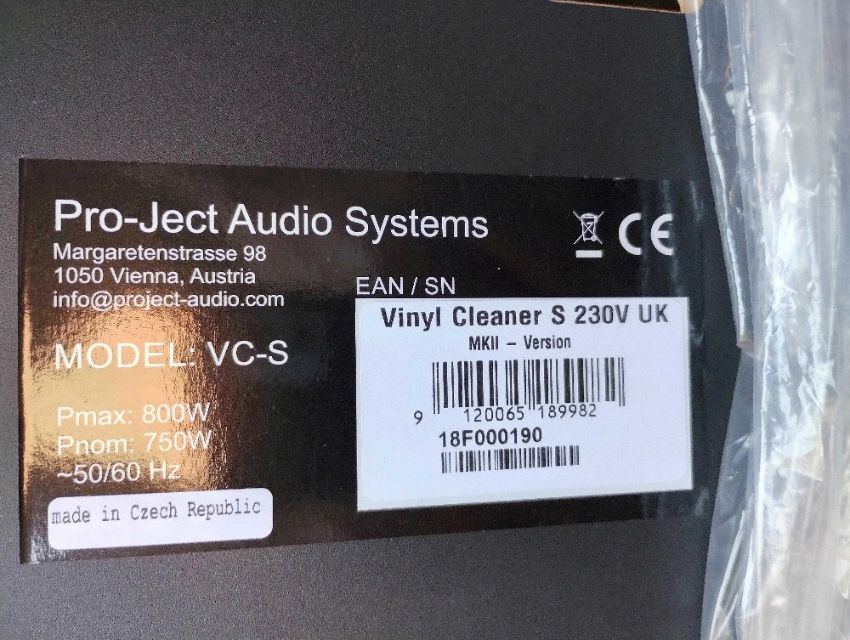 Pro-Ject Audio Systems
Margaretenstrasse 98
1050 Vienna, Austria
info@project-audio.com
MODEL: VC-S
Pmax: 800W
Pnom: 750W
~50/60 Hz
made in Czech Republic
CE
EAN / SN
Vinyl Cleaner S 230V UK
MKII - Version
9 120065 189982
18F000190